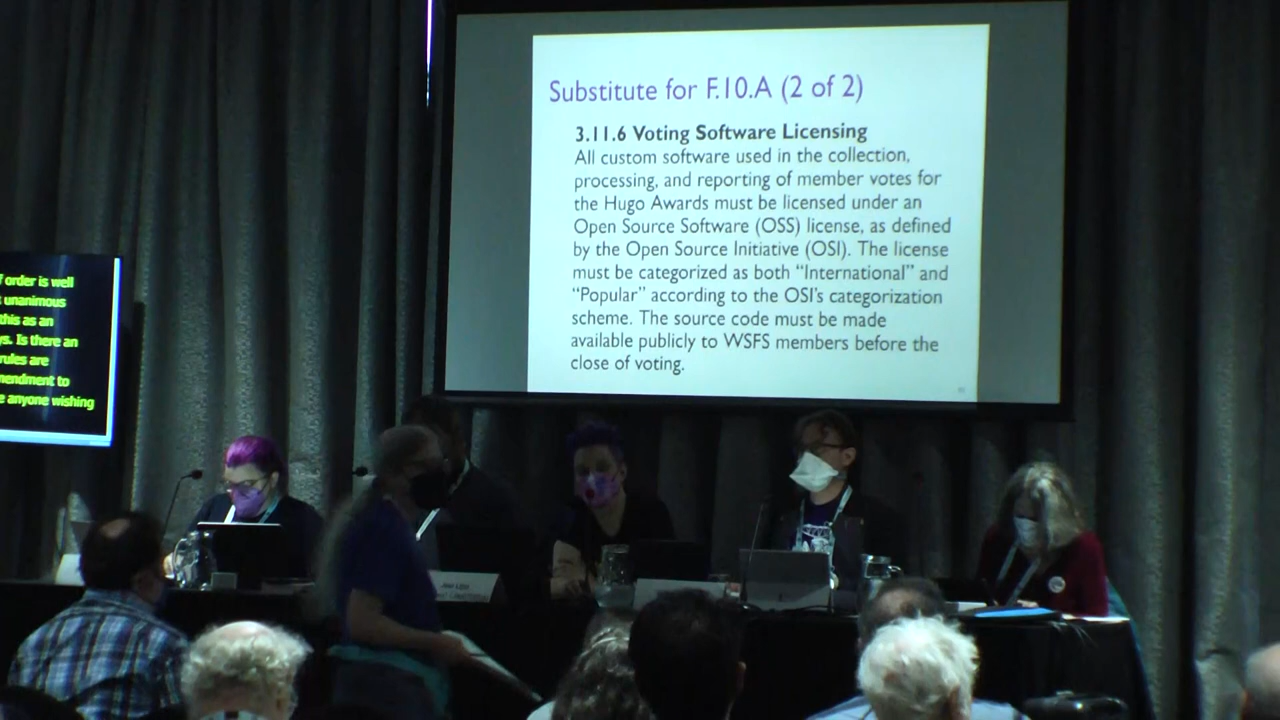 Substitute for F.10.A (2 of 2)
3.11.6 Voting Software Licensing
All custom software used in the collection,
processing, and reporting of member votes for
the Hugo Awards must be licensed under an
Open Source Software (OSS) license, as defined
by the Open Source Initiative (OSI). The license
must be categorized as both “International” and
“Popular” according to the OSI’s categorization
scheme. The source code must be made
available publicly to WSFS members before the
close of voting.
order is well
unanimous
this as an
Is there an
rules are
to
anyone wishing